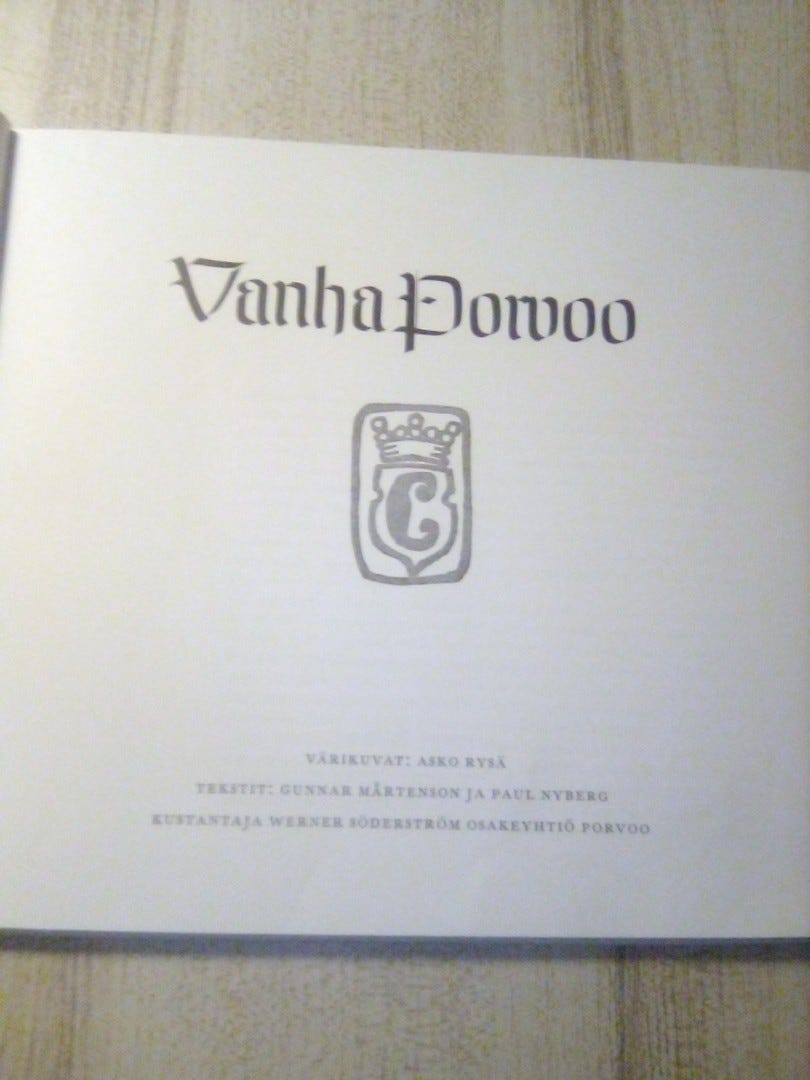 Vanha Porvoo
C
VÄRIKUVAT: ASKO RYSÄ
TEKSTIT: GUNNAR MÅRTENSON JA PAUL NYBERG
KUSTANTAJA WERNER SÖDERSTRÖM OSAKEYHTIÖ PORVOO